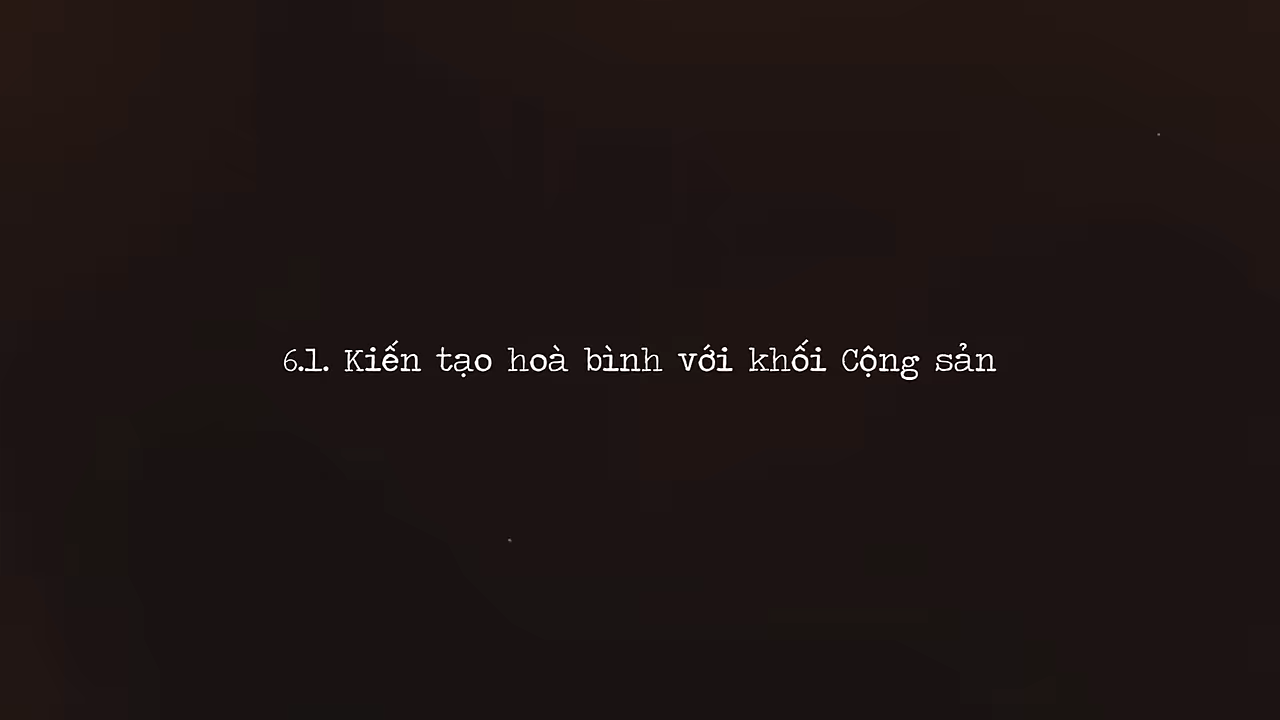 6.1. Kiến tạo hoà bình với khối Cộng sản